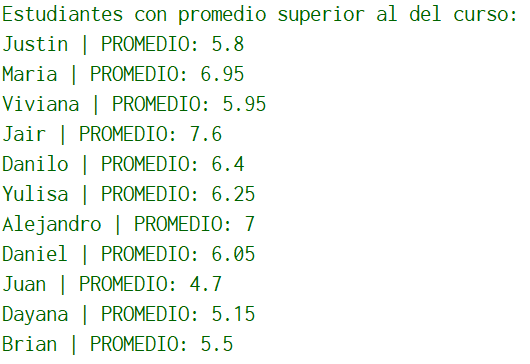 Estudiantes con promedio superior al del curso:
Justin | PROMEDIO: 5.8
Maria | PROMEDIO: 6.95
Viviana | PROMEDIO: 5.95
Jair | PROMEDIO: 7.6
Danilo | PROMEDIO: 6.4
Yulisa | PROMEDIO: 6.25
Alejandro | PROMEDIO: 7
Daniel | PROMEDIO: 6.05
Juan | PROMEDIO: 4.7
Dayana | PROMEDIO: 5.15
Brian | PROMEDIO: 5.5